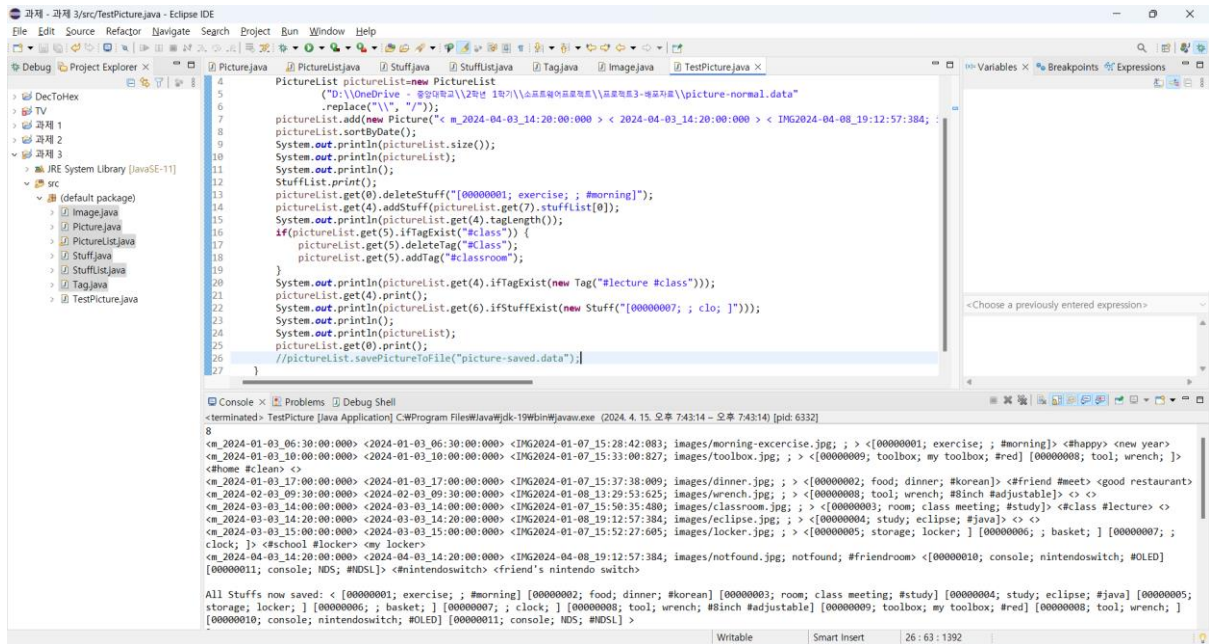 과제 - 과제 3/src/TestPicture.java - Eclipse IDE
File Edit Source Refactor Navigate Search Project Run Window Help
Debug Project Explorer
Picture.java PictureList.java Stuff.java StuffList.java Tag.java Image.java TestPicture.java
Variables Breakpoints Expressions
DecToHex
TV
과제 1
과제 2
과제 3
JRE System Library [JavaSE-11]
src
(default package)
Image.java
Picture.java
PictureList.java
Stuff.java
StuffList.java
Tag.java
TestPicture.java
4 PictureList pictureList=new PictureList
5 ("D:\\OneDrive - 중앙대학교\\2학년 1학기\\소프트웨어프로젝트\\프로젝트3-배포자료\\picture-normal.data"
6 .replace("\\", "/"));
7 pictureList.add(new Picture("< m_2024-04-03_14:20:00:000 > < 2024-04-03_14:20:00:000 > < IMG2024-04-08_19:12:57:384;
8 pictureList.sortByDate();
9 System.out.println(pictureList.size());
10 System.out.println(pictureList);
11 System.out.println();
12 StuffList.print();
13 pictureList.get(0).deleteStuff("[00000001; exercise; ; #morning]");
14 pictureList.get(4).addStuff(pictureList.get(7).stuffList[0]);
15 System.out.println(pictureList.get(4).tagLength());
16 if(pictureList.get(5).ifTagExist("#class")) {
17 pictureList.get(5).deleteTag("#Class");
18 pictureList.get(5).addTag("#classroom");
19 }
20 System.out.println(pictureList.get(4).ifTagExist(new Tag("#lecture #class")));
21 pictureList.get(4).print();
22 System.out.println(pictureList.get(6).ifStuffExist(new Stuff("[00000007; ; clo; ]")));
23 System.out.println();
24 System.out.println(pictureList);
25 pictureList.get(0).print();
26 //pictureList.savePictureToFile("picture-saved.data");
27 }
<Choose a previously entered expression>
Console Problems Debug Shell
<terminated> TestPicture [Java Application] C:₩Program Files₩Java₩jdk-19₩bin₩javaw.exe (2024. 4. 15. 오후 7:43:14 – 오후 7:43:14) [pid: 6332]
8
<m_2024-01-03_06:30:00:000> <2024-01-03_06:30:00:000> <IMG2024-01-07_15:28:42:083; images/morning-excercise.jpg; ; > <[00000001; exercise; ; #morning]> <#happy> <new year>
<m_2024-01-03_10:00:00:000> <2024-01-03_10:00:00:000> <IMG2024-01-07_15:33:00:827; images/toolbox.jpg; ; > <[00000009; toolbox; my toolbox; #red] [00000008; tool; wrench; ]>
<#home #clean> <>
<m_2024-01-03_17:00:00:000> <2024-01-03_17:00:00:000> <IMG2024-01-07_15:37:38:009; images/dinner.jpg; ; > <[00000002; food; dinner; #korean]> <#friend #meet> <good restaurant>
<m_2024-02-03_09:30:00:000> <2024-02-03_09:30:00:000> <IMG2024-01-08_13:29:53:625; images/wrench.jpg; ; > <[00000008; tool; wrench; #8inch #adjustable]> <> <>
<m_2024-03-03_14:00:00:000> <2024-03-03_14:00:00:000> <IMG2024-01-07_15:50:35:480; images/classroom.jpg; ; > <[00000003; room; class meeting; #study]> <#class #lecture> <>
<m_2024-03-03_14:20:00:000> <2024-03-03_14:20:00:000> <IMG2024-01-08_19:12:57:384; images/eclipse.jpg; ; > <[00000004; study; eclipse; #java]> <> <>
<m_2024-03-03_15:00:00:000> <2024-03-03_15:00:00:000> <IMG2024-01-07_15:52:27:605; images/locker.jpg; ; > <[00000005; storage; locker; ] [00000006; ; basket; ] [00000007; ;
clock; ]> <#school #locker> <my locker>
<m_2024-04-03_14:20:00:000> <2024-04-03_14:20:00:000> <IMG2024-04-08_19:12:57:384; images/notfound.jpg; notfound; #friendroom> <[00000010; console; nintendoswitch; #OLED]
[00000011; console; NDS; #NDSL]> <#nintendoswitch> <friend's nintendo switch>
All Stuffs now saved: < [00000001; exercise; ; #morning] [00000002; food; dinner; #korean] [00000003; room; class meeting; #study] [00000004; study; eclipse; #java] [00000005;
storage; locker; ] [00000006; ; basket; ] [00000007; ; clock; ] [00000008; tool; wrench; #8inch #adjustable] [00000009; toolbox; my toolbox; #red] [00000008; tool; wrench; ]
[00000010; console; nintendoswitch; #OLED] [00000011; console; NDS; #NDSL] >
Writable Smart Insert 26 : 63 : 1392